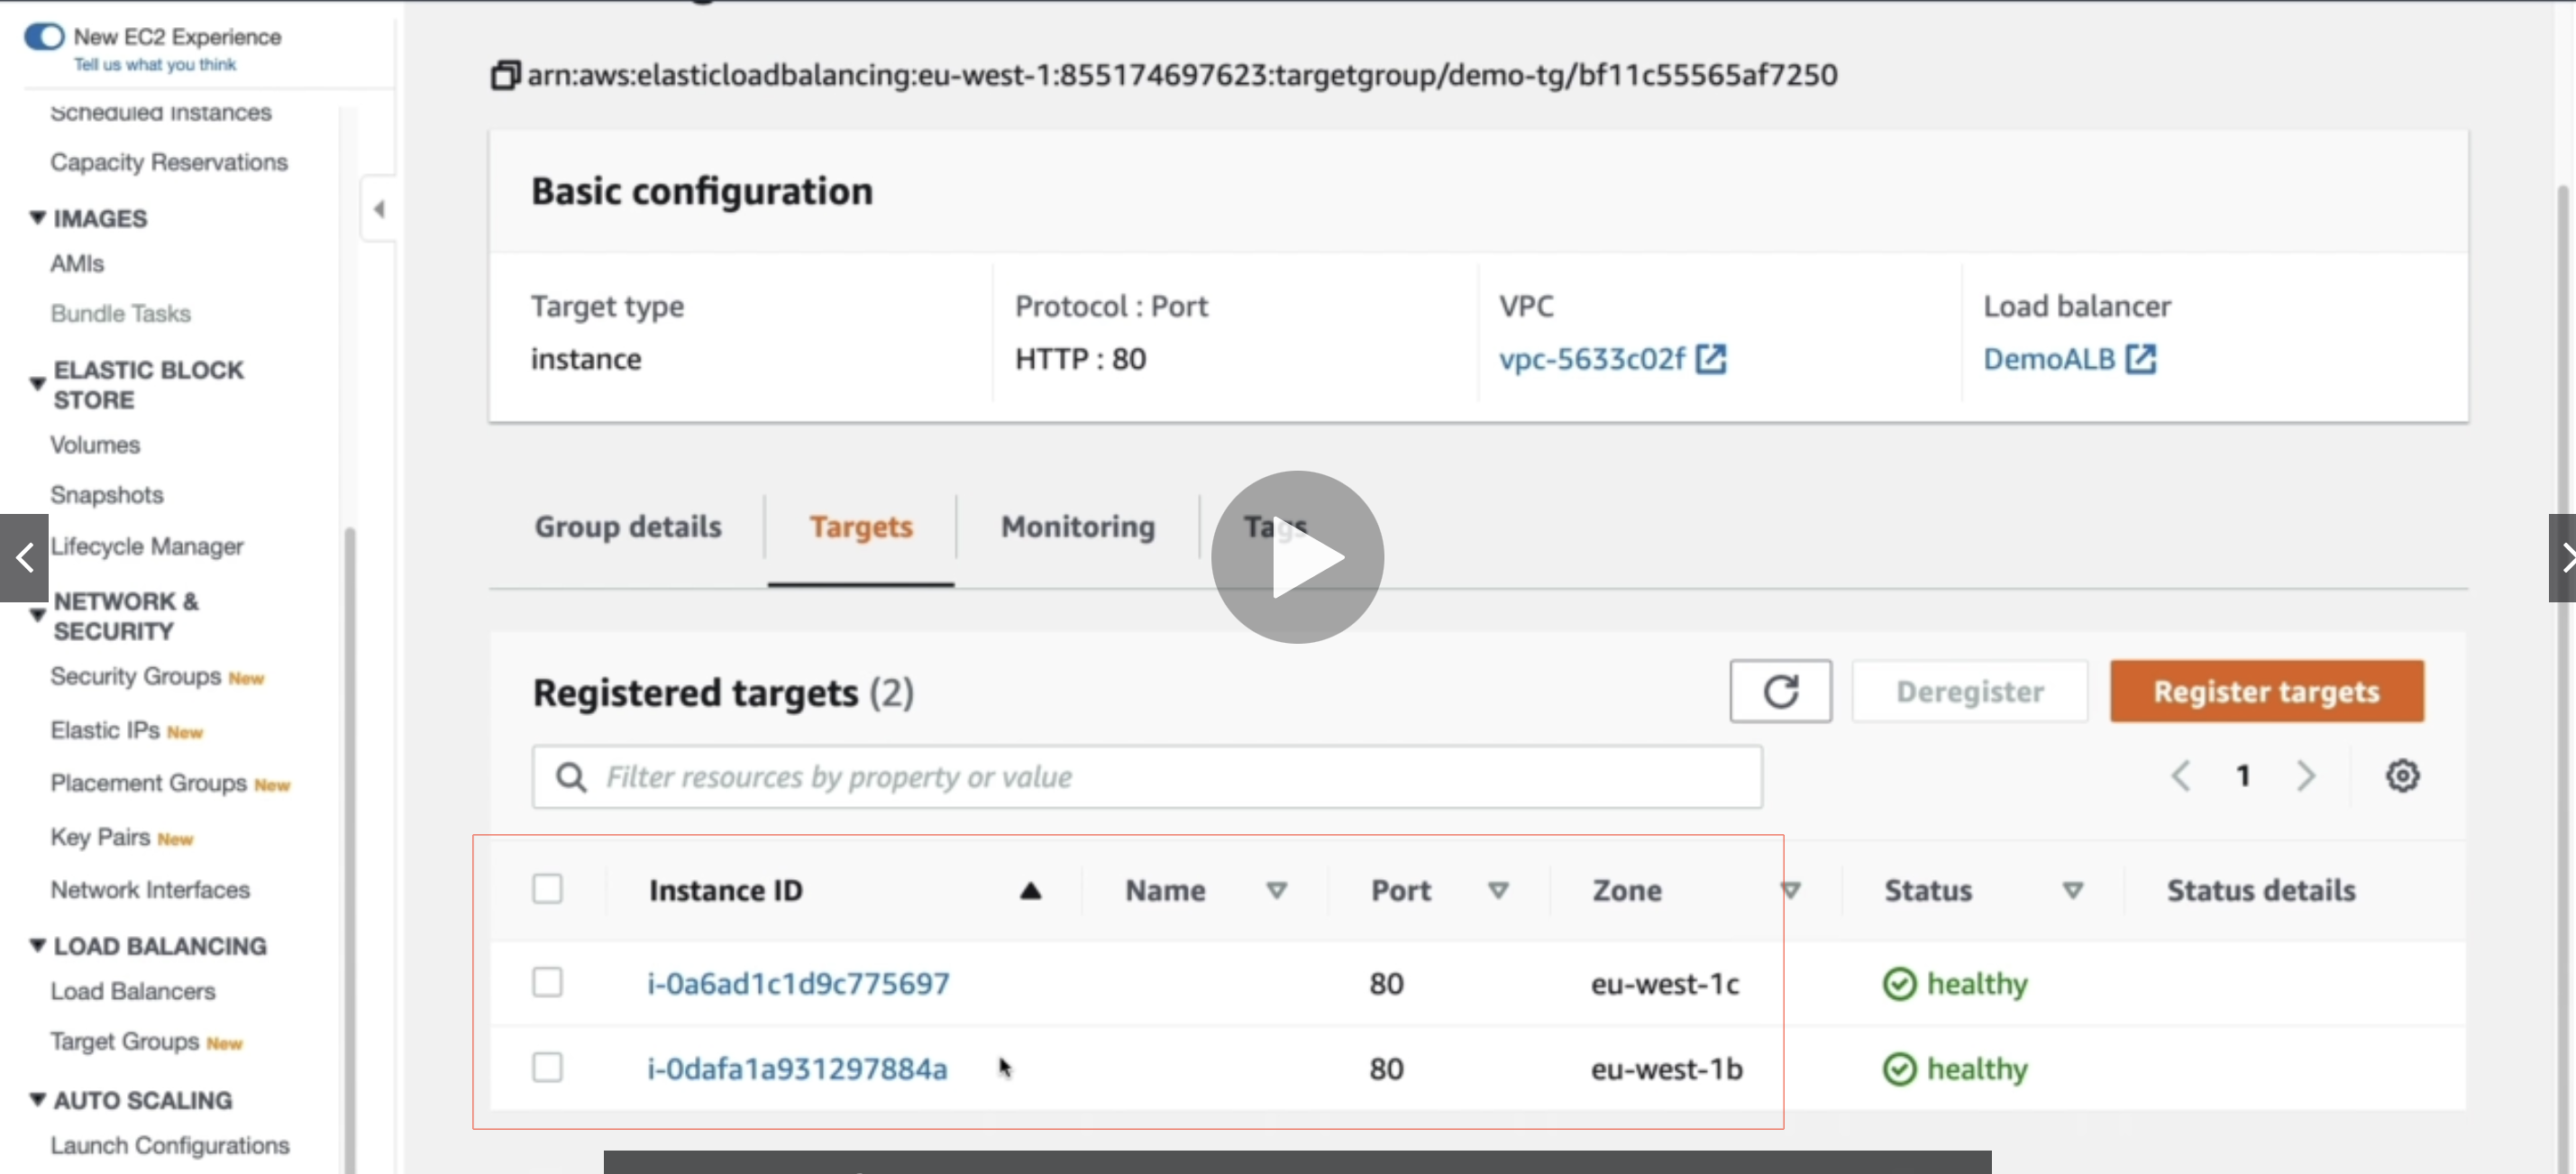 New EC2 Experience
Tell us what you think
Scheduled Instances
Capacity Reservations
IMAGES
AMIs
Bundle Tasks
ELASTIC BLOCK
STORE
Volumes
Snapshots
Lifecycle Manager
NETWORK &
SECURITY
Security Groups New
Elastic IPs New
Placement Groups New
Key Pairs New
Network Interfaces
LOAD BALANCING
Load Balancers
Target Groups New
AUTO SCALING
Launch Configurations
arn:aws:elasticloadbalancing:eu-west-1:855174697623:targetgroup/demo-tg/bf11c55565af7250
Basic configuration
Target type
instance
Protocol : Port
HTTP : 80
VPC
vpc-5633c02f
Load balancer
DemoALB
Group details Targets Monitoring Tags
Registered targets (2)
Deregister Register targets
Filter resources by property or value
1
Instance ID Name Port Zone Status Status details
i-0a6ad1c1d9c775697 80 eu-west-1c healthy
i-0dafa1a931297884a 80 eu-west-1b healthy